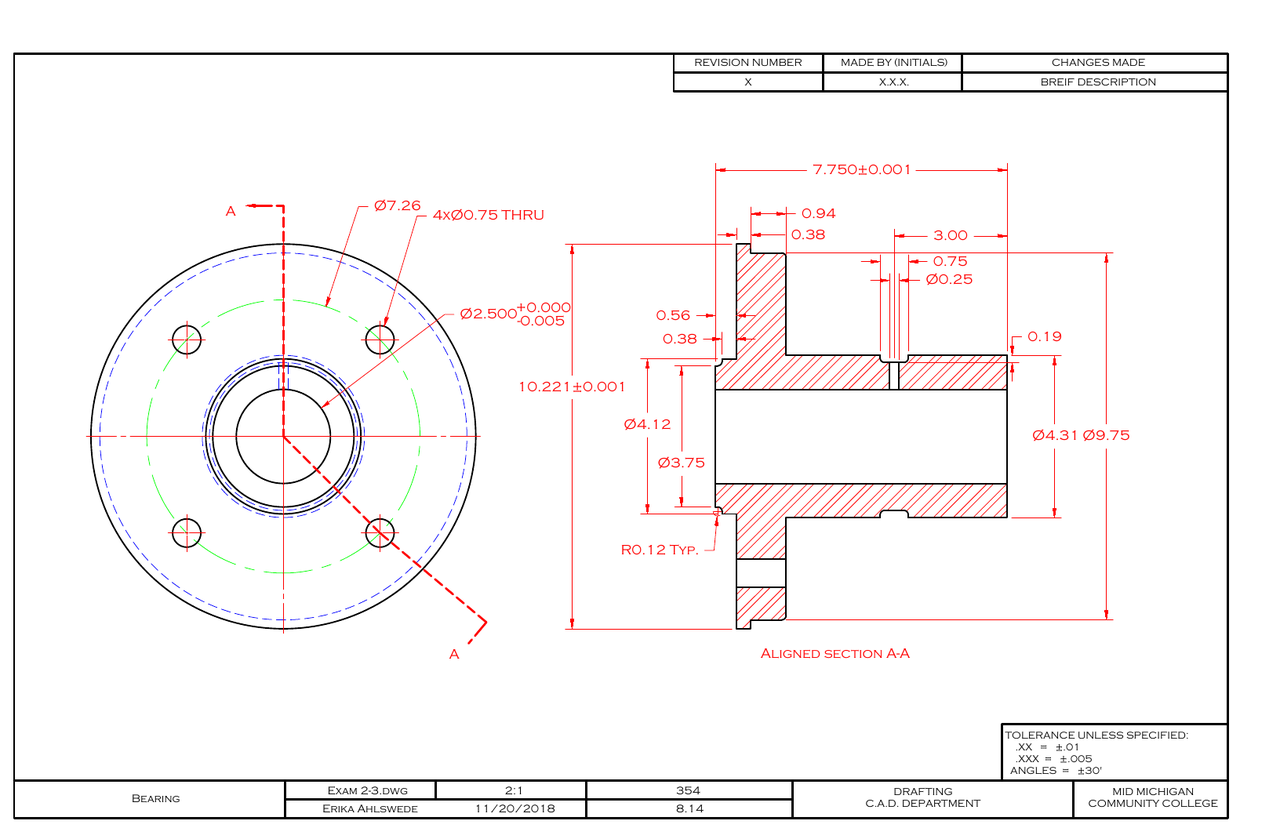 REVISION NUMBER
MADE BY (INITIALS)
CHANGES MADE
X
X.X.X.
BREIF DESCRIPTION
7.750±0.001
A
Ø7.26
4xØ0.75 THRU
0.94
0.38
3.00
0.75
Ø0.25
Ø2.500+0.000
-0.005
0.56
0.38
0.19
10.221±0.001
Ø4.12
Ø3.75
Ø4.31
Ø9.75
R0.12 TYP.
A
ALIGNED SECTION A-A
TOLERANCE UNLESS SPECIFIED:
.XX = ±.01
.XXX = ±.005
ANGLES = ±30'
BEARING
EXAM 2-3.DWG
2:1
354
ERIKA AHLSWEDE
11/20/2018
8.14
DRAFTING
C.A.D. DEPARTMENT
MID MICHIGAN
COMMUNITY COLLEGE